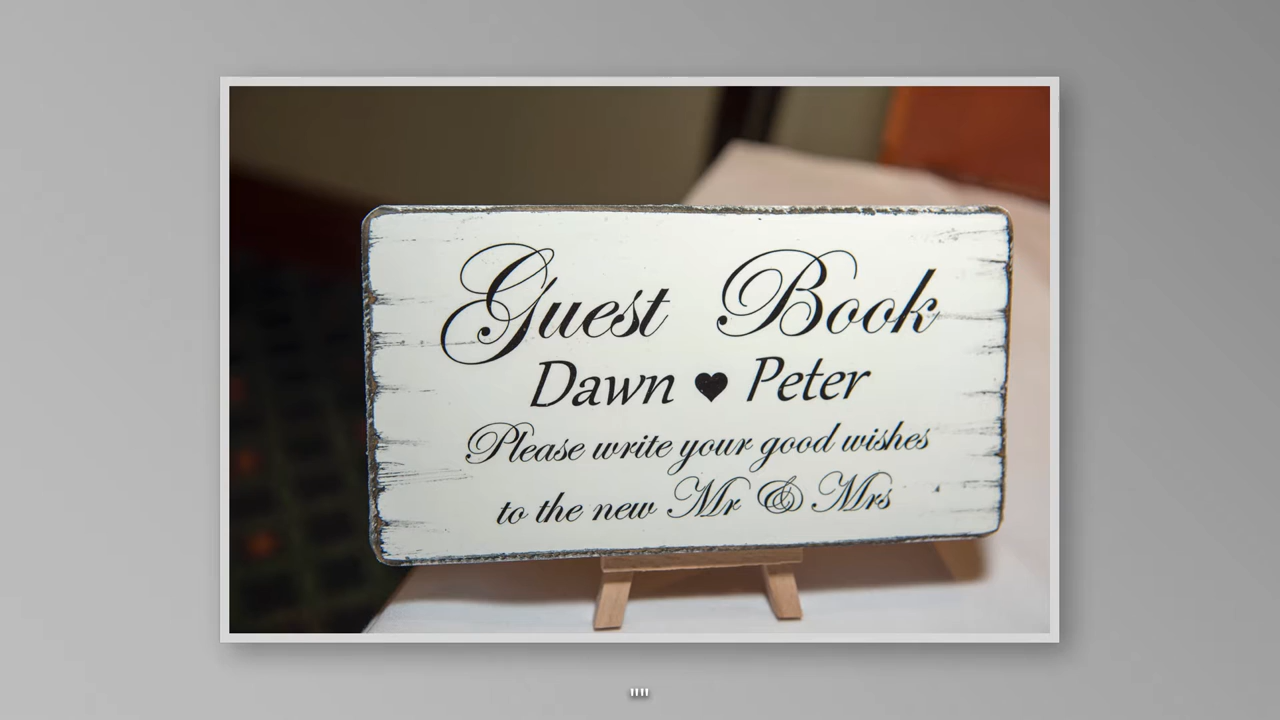 Guest Book
Dawn ♥ Peter
Please write your good wishes
to the new Mr & Mrs
""